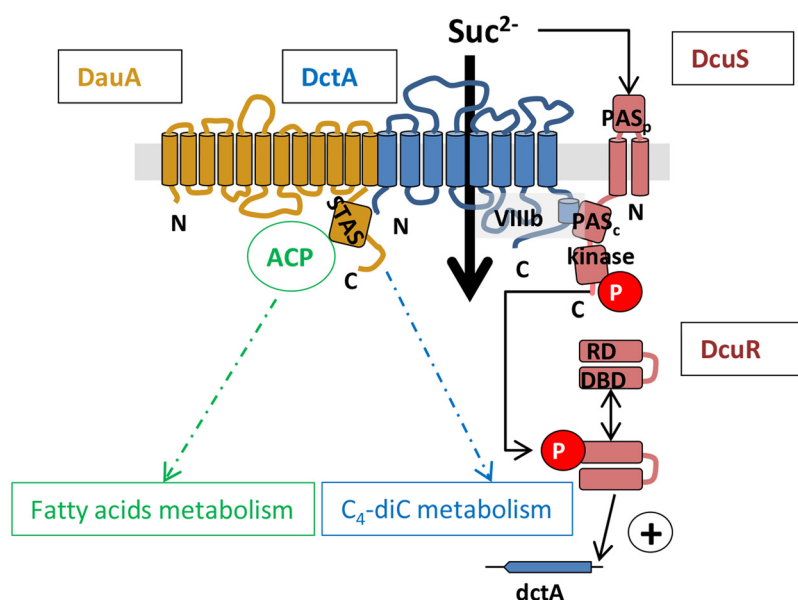 Suc²⁻
DauA
DctA
DcuS
PASp
N
STAS
N
VIIIb
PASc
N
ACP
C
C
kinase
C
P
DcuR
RD
DBD
P
Fatty acids metabolism
C₄-diC metabolism
+
dctA